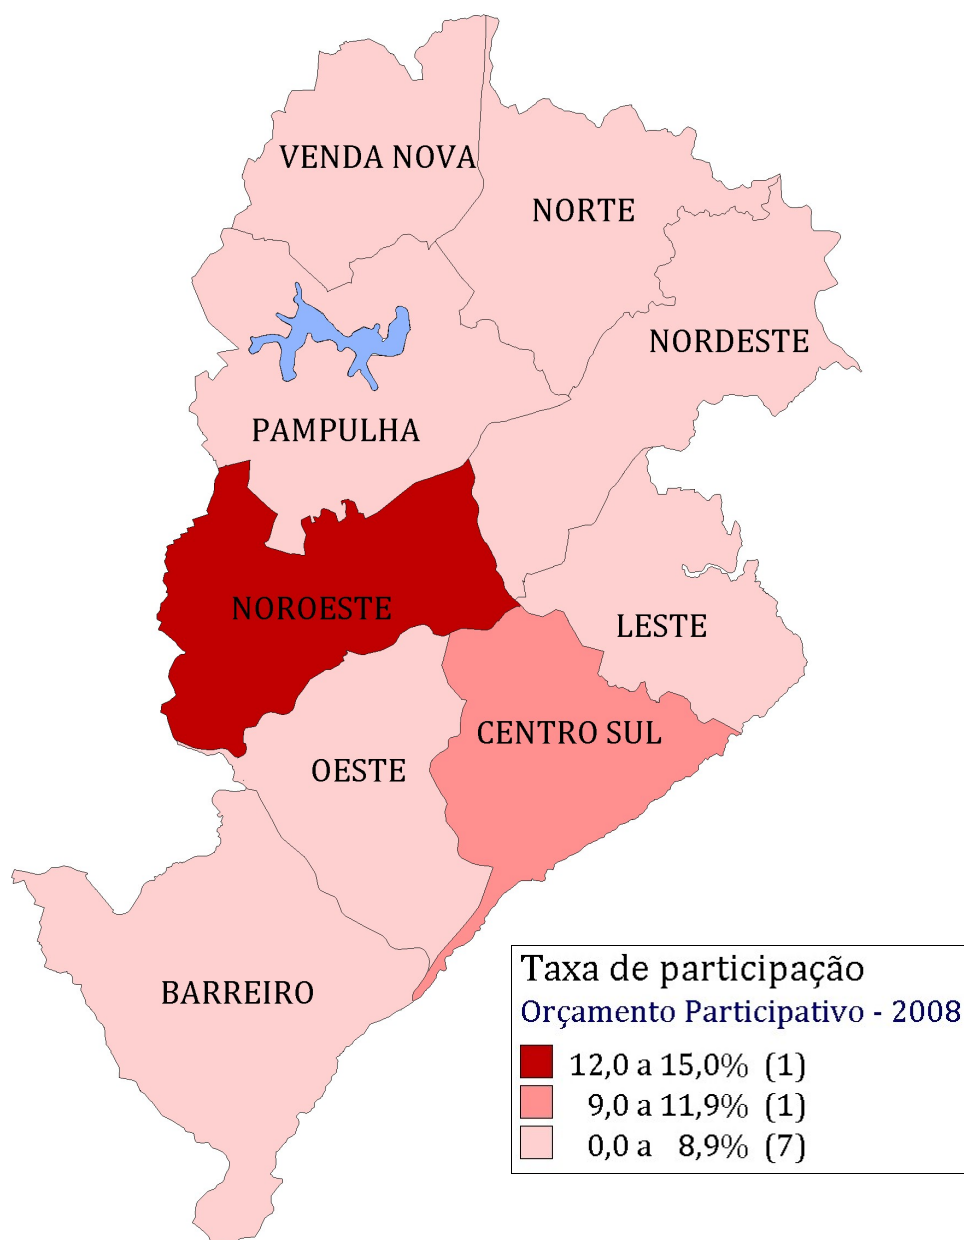 VENDA NOVA
NORTE
NORDESTE
PAMPULHA
NOROESTE
LESTE
CENTRO SUL
OESTE
BARREIRO
Taxa de participação
Orçamento Participativo - 2008
12,0 a 15,0% (1)
9,0 a 11,9% (1)
0,0 a 8,9% (7)